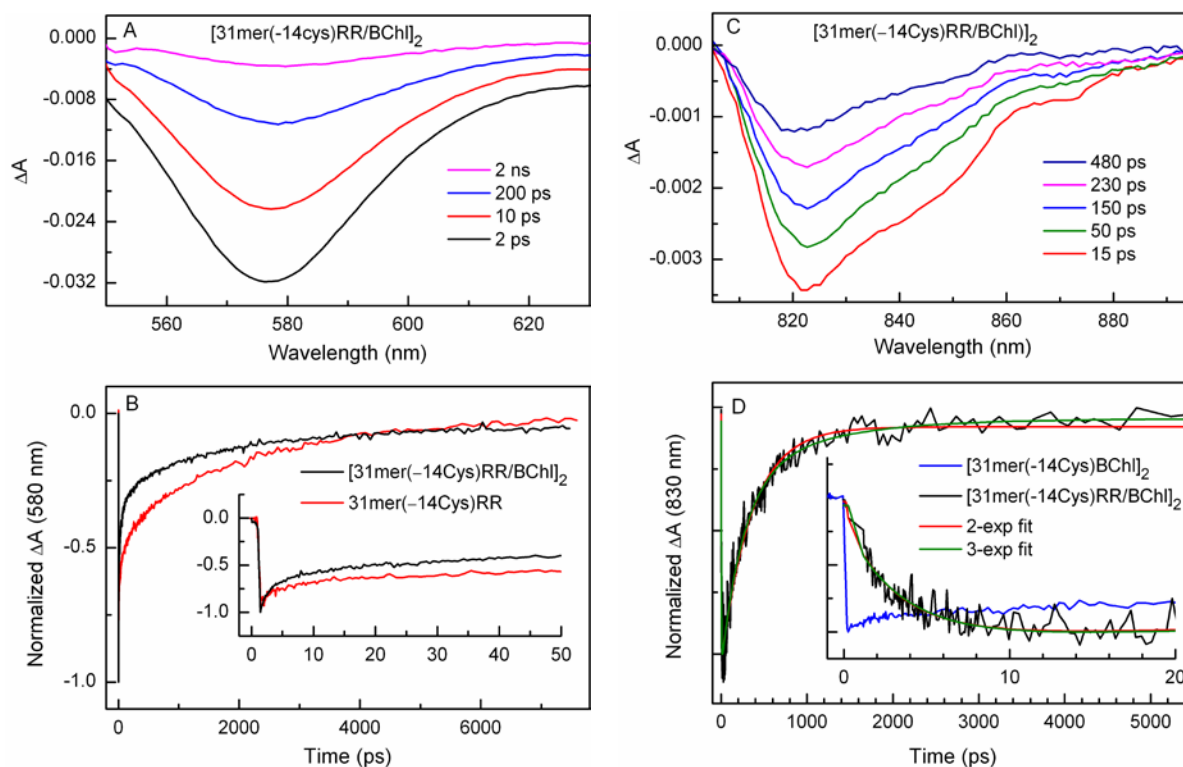 A
[31mer(-14cys)RR/BChl]₂
0.000
-0.008
-0.016
-0.024
-0.032
ΔA
2 ns
200 ps
10 ps
2 ps
560
580
600
620
Wavelength (nm)
C
[31mer(−14Cys)RR/BChl)]₂
0.000
-0.001
-0.002
-0.003
ΔA
480 ps
230 ps
150 ps
50 ps
15 ps
820
840
860
880
Wavelength (nm)
B
0.0
-0.5
-1.0
Normalized ΔA (580 nm)
[31mer(−14Cys)RR/BChl]₂
31mer(−14Cys)RR
0.0
-0.5
-1.0
0
10
20
30
40
50
0
2000
4000
6000
Time (ps)
D
Normalized ΔA (830 nm)
[31mer(-14Cys)BChl]₂
[31mer(-14Cys)RR/BChl]₂
2-exp fit
3-exp fit
0
10
20
0
1000
2000
3000
4000
5000
Time (ps)